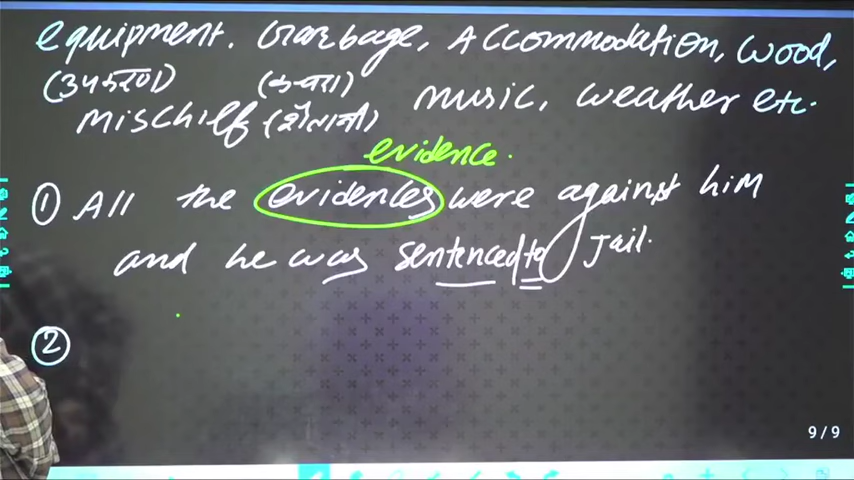 equipment. Garbage, Accommodation, wood,
(उपकरण) (कचरा) music, weather etc.
Mischief (शैतानी)
evidence.
① All the evidences were against him
and he was sentenced to Jail.
②
9/9